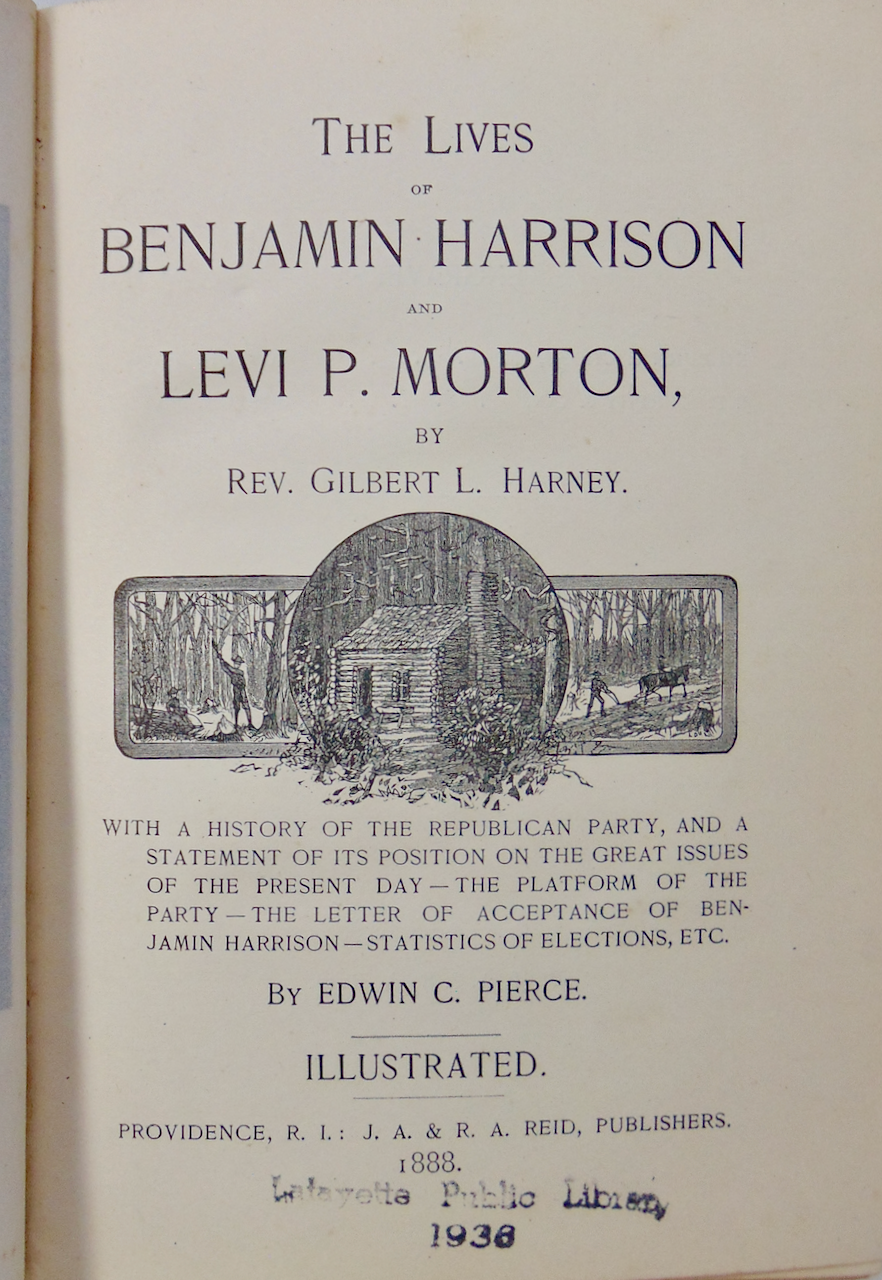 THE LIVES
OF
BENJAMIN HARRISON
AND
LEVI P. MORTON,
BY
REV. GILBERT L. HARNEY.
WITH A HISTORY OF THE REPUBLICAN PARTY, AND A
STATEMENT OF ITS POSITION ON THE GREAT ISSUES
OF THE PRESENT DAY — THE PLATFORM OF THE
PARTY — THE LETTER OF ACCEPTANCE OF BEN-
JAMIN HARRISON — STATISTICS OF ELECTIONS, ETC.
BY EDWIN C. PIERCE.
ILLUSTRATED.
PROVIDENCE, R. I.: J. A. & R. A. REID, PUBLISHERS.
1888.
Lafayette Public Library
1936